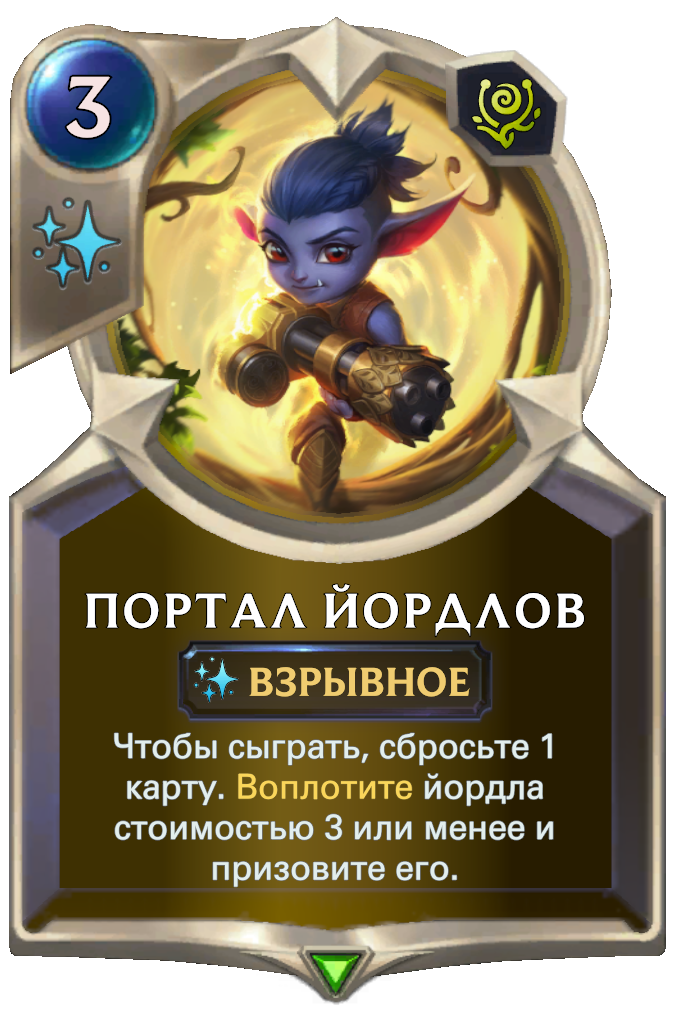 3
ПОРТАЛ ЙОРДЛОВ
ВЗРЫВНОЕ
Чтобы сыграть, сбросьте 1
карту. Воплотите йордла
стоимостью 3 или менее и
призовите его.